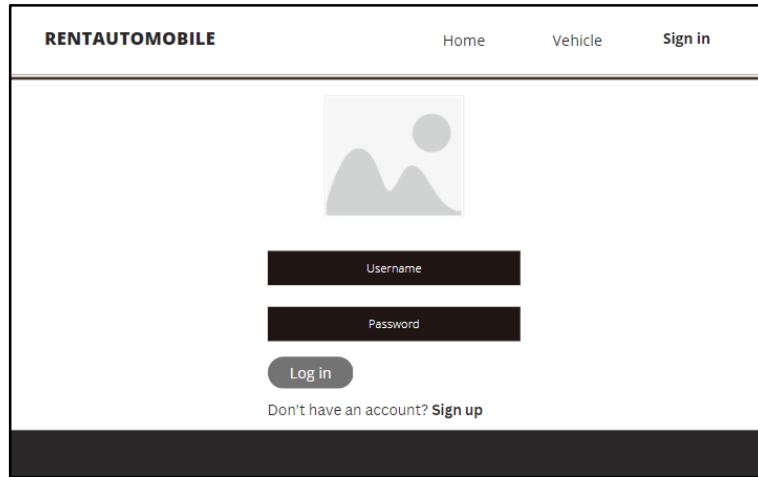 RENTAUTOMOBILE Home Vehicle Sign in
Username
Password
Log in
Don't have an account? Sign up